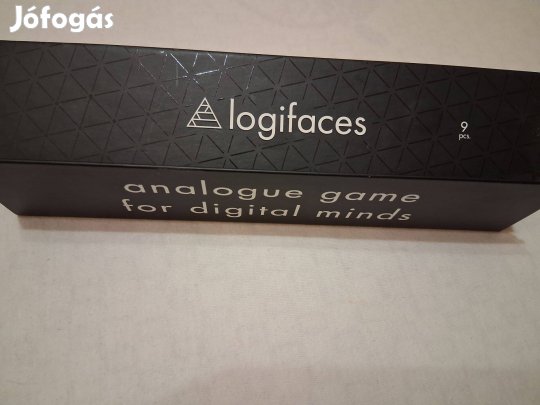 Jófogás
logifaces
9
pcs.
analogue game
for digital minds